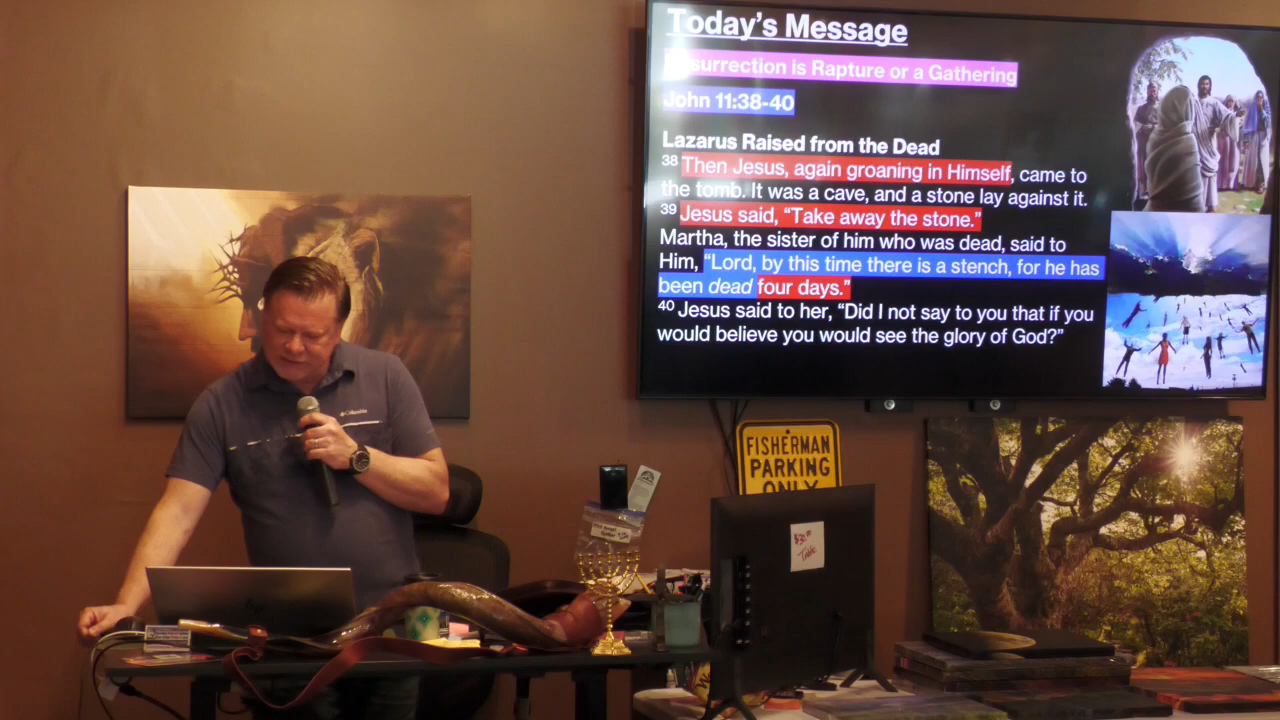 Today's Message
surrection is Rapture or a Gathering
John 11:38-40
Lazarus Raised from the Dead
38 Then Jesus, again groaning in Himself, came to
the tomb. It was a cave, and a stone lay against it.
39 Jesus said, “Take away the stone.”
Martha, the sister of him who was dead, said to
Him, “Lord, by this time there is a stench, for he has
been dead four days.”
40 Jesus said to her, “Did I not say to you that if you
would believe you would see the glory of God?”
Columbia
FISHERMAN
PARKING
ONLY
Table